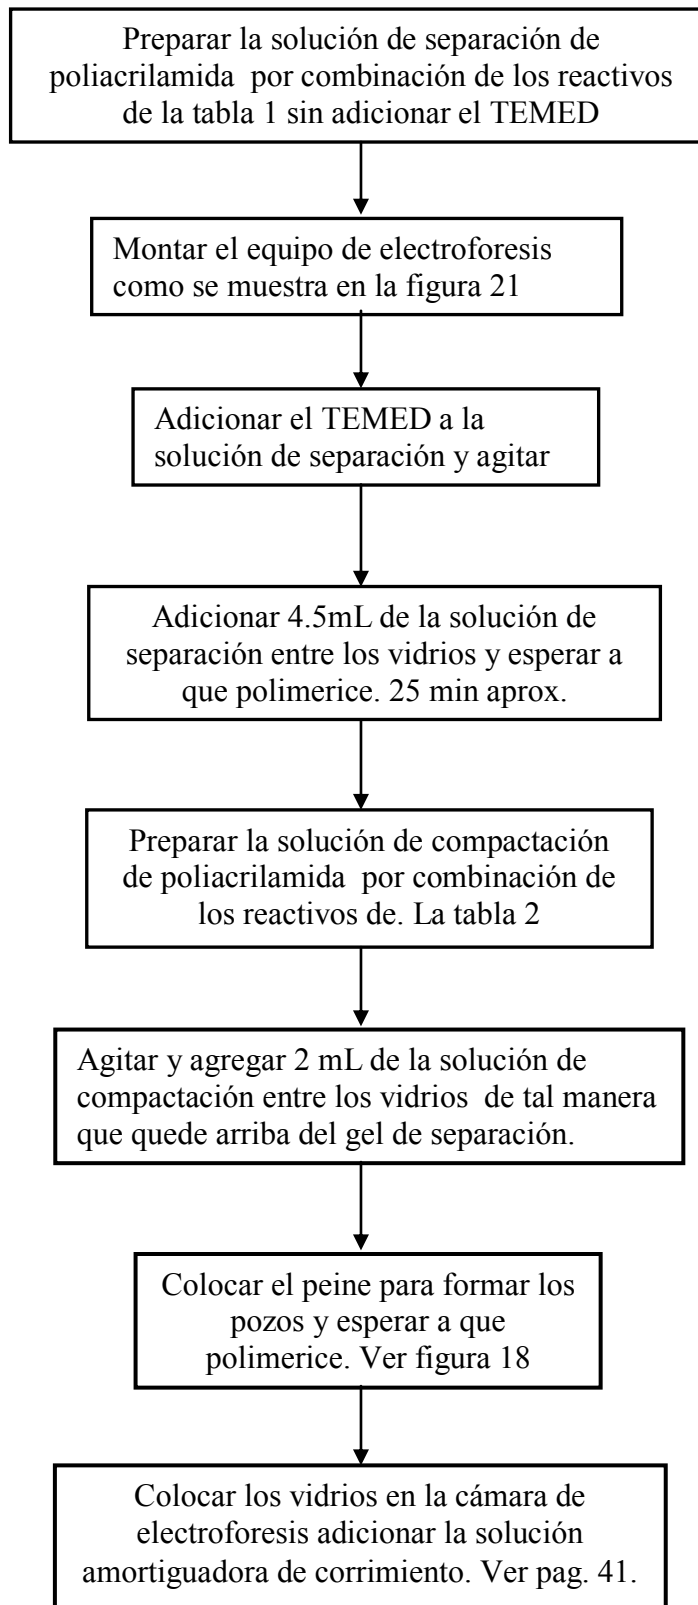 Preparar la solución de separación de
poliacrilamida por combinación de los reactivos
de la tabla 1 sin adicionar el TEMED
Montar el equipo de electroforesis
como se muestra en la figura 21
Adicionar el TEMED a la
solución de separación y agitar
Adicionar 4.5mL de la solución de
separación entre los vidrios y esperar a
que polimerice. 25 min aprox.
Preparar la solución de compactación
de poliacrilamida por combinación de
los reactivos de. La tabla 2
Agitar y agregar 2 mL de la solución de
compactación entre los vidrios de tal manera
que quede arriba del gel de separación.
Colocar el peine para formar los
pozos y esperar a que
polimerice. Ver figura 18
Colocar los vidrios en la cámara de
electroforesis adicionar la solución
amortiguadora de corrimiento. Ver pag. 41.